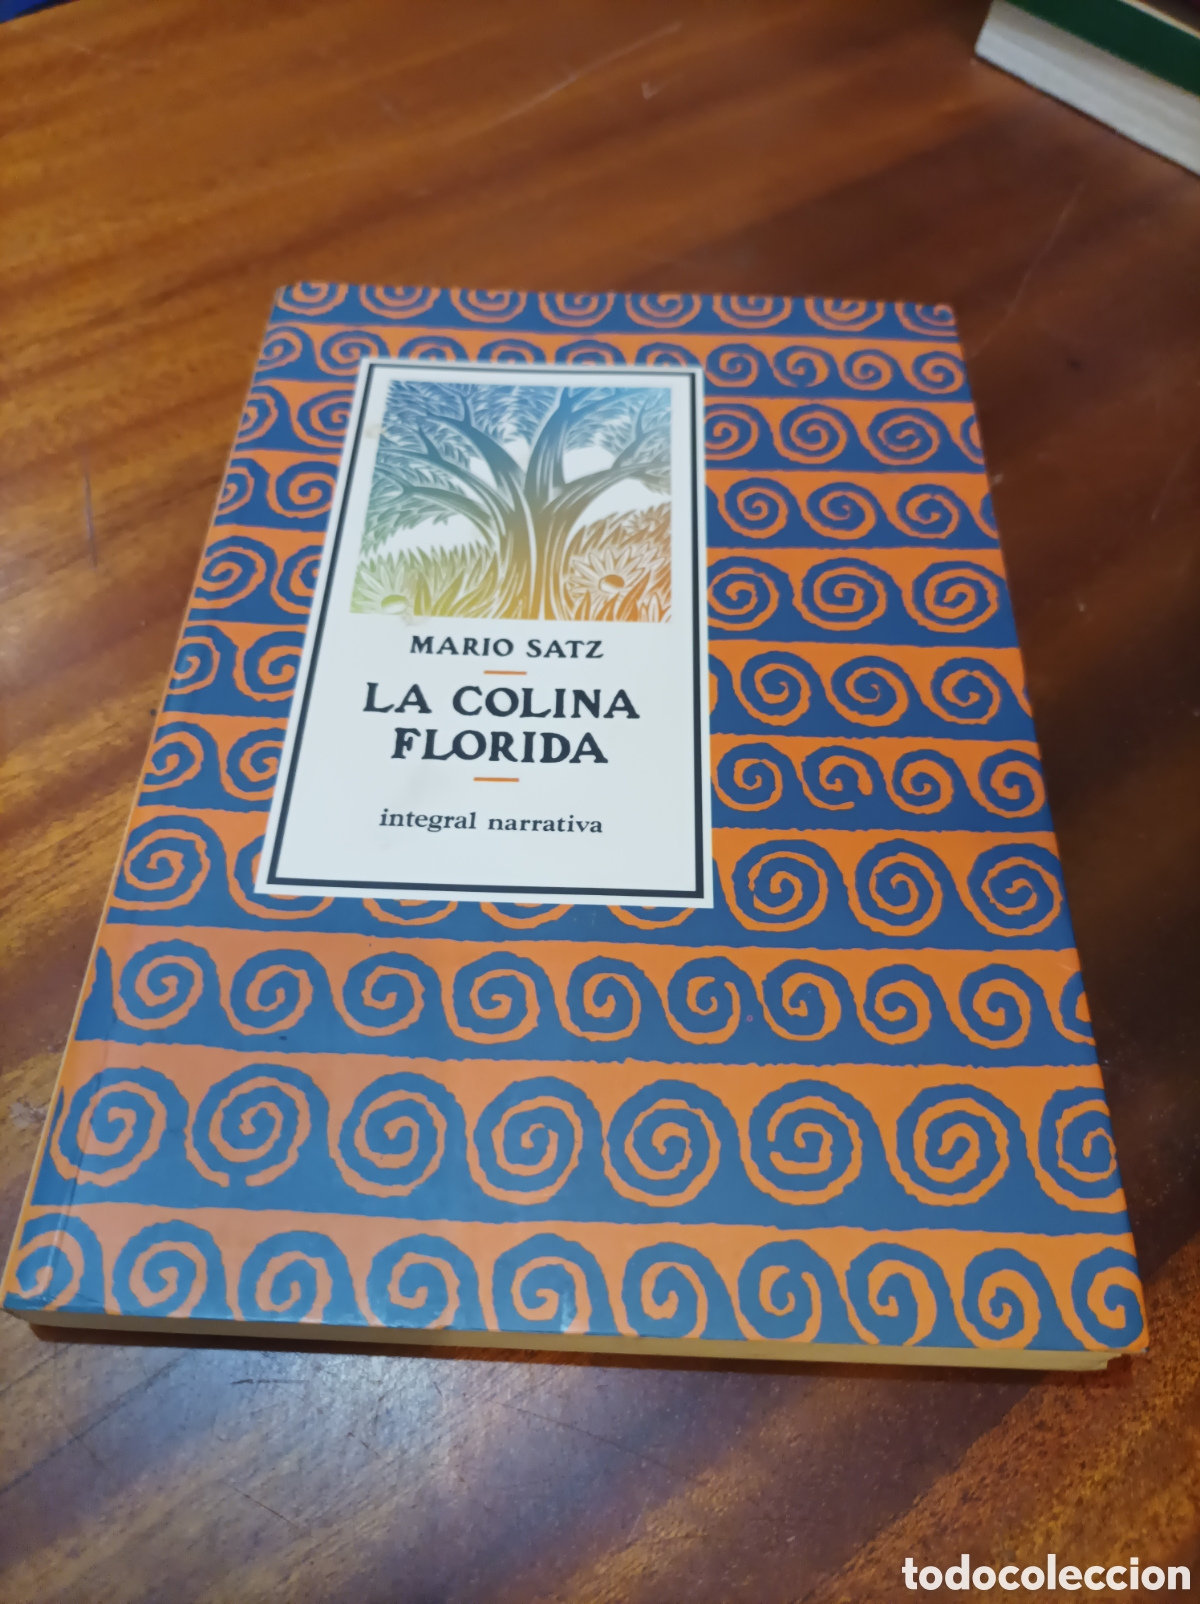 MARIO SATZ
LA COLINA
FLORIDA
integral narrativa
todocoleccion